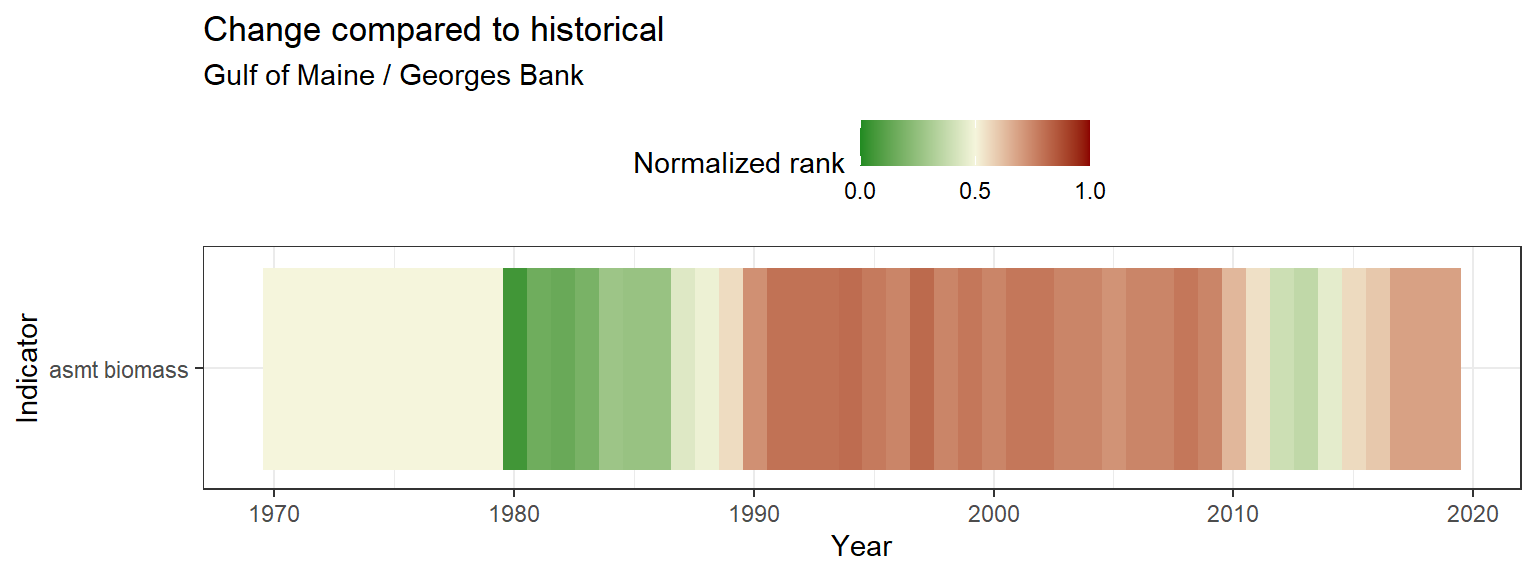 Change compared to historical
Gulf of Maine / Georges Bank
Normalized rank
0.0 0.5 1.0
Indicator
asmt biomass
1970 1980 1990 2000 2010 2020
Year